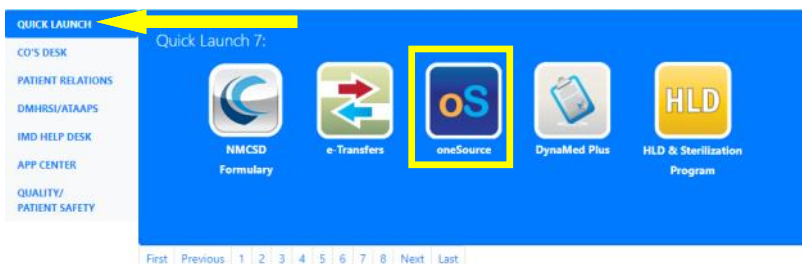 QUICK LAUNCH
CO'S DESK
PATIENT RELATIONS
DMHRSI/ATAAPS
IMD HELP DESK
APP CENTER
QUALITY/
PATIENT SAFETY
Quick Launch 7:
NMCSD
Formulary
e-Transfers
oS
oneSource
DynaMed Plus
HLD
HLD & Sterilization
Program
First Previous 1 2 3 4 5 6 7 8 Next Last